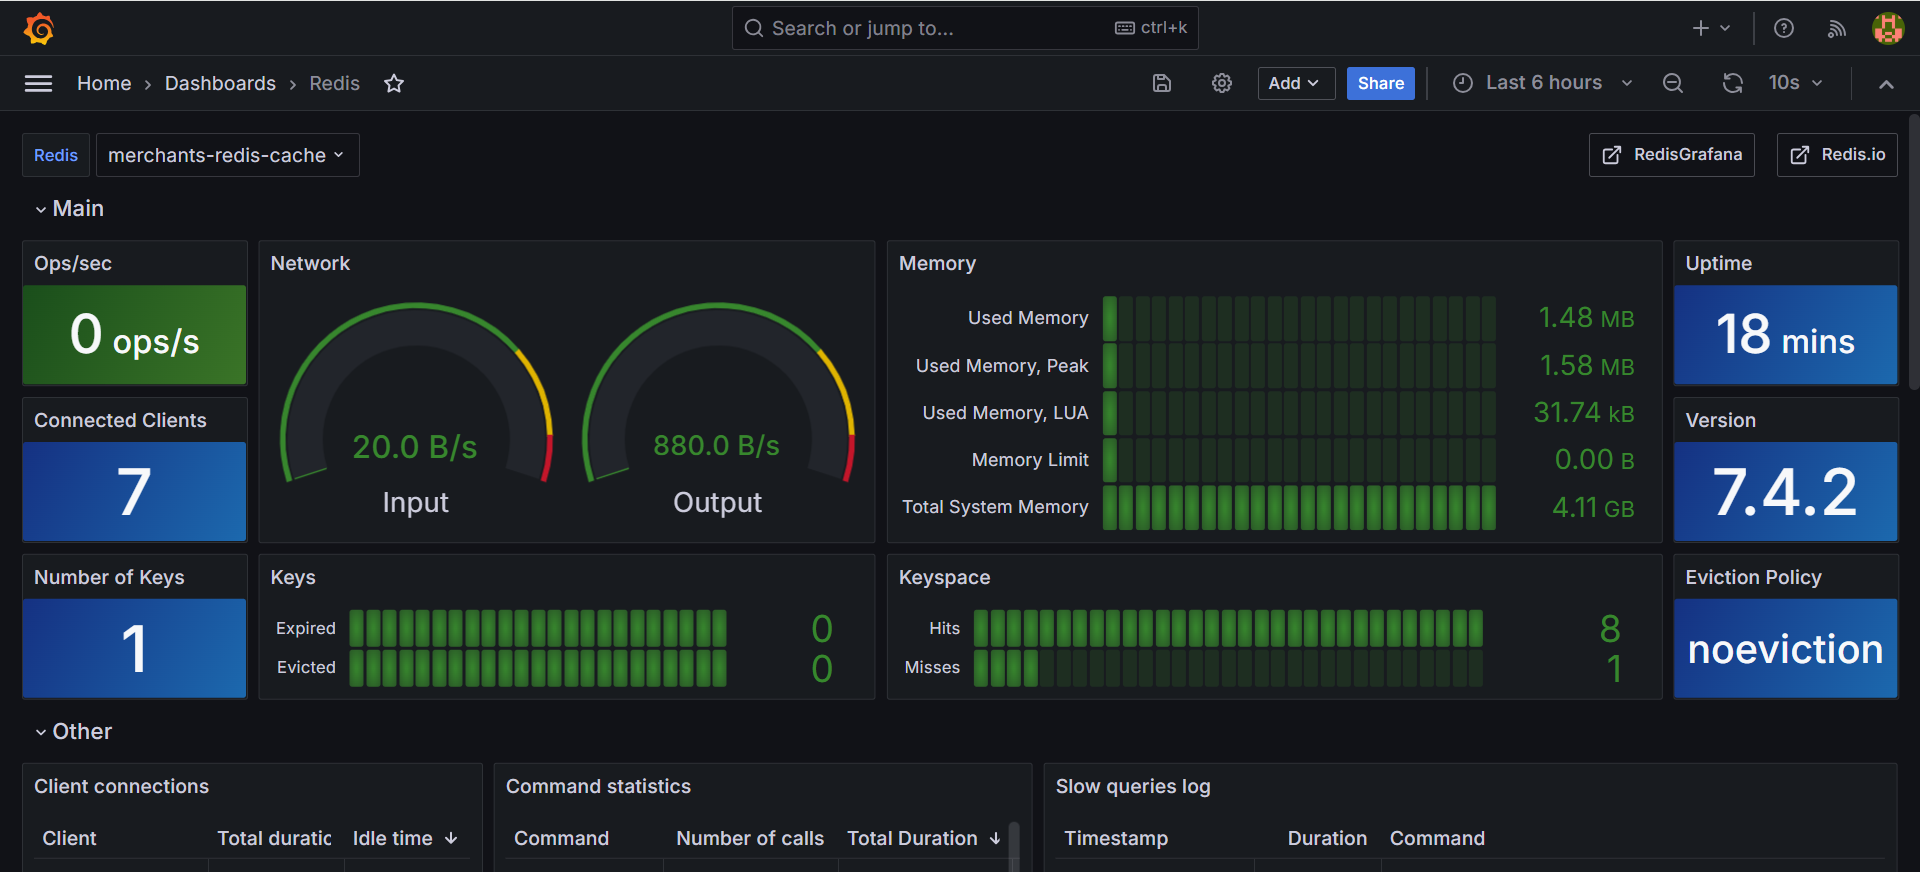 Search or jump to...
ctrl+k
Home
Dashboards
Redis
Add
Share
Last 6 hours
10s
Redis
merchants-redis-cache
RedisGrafana
Redis.io
Main
Ops/sec
0 ops/s
Connected Clients
7
Number of Keys
1
Network
20.0 B/s
Input
880.0 B/s
Output
Keys
Expired 0
Evicted 0
Memory
Used Memory 1.48 MB
Used Memory, Peak 1.58 MB
Used Memory, LUA 31.74 kB
Memory Limit 0.00 B
Total System Memory 4.11 GB
Keyspace
Hits 8
Misses 1
Uptime
18 mins
Version
7.4.2
Eviction Policy
noeviction
Other
Client connections
Client Total duratic Idle time
Command statistics
Command Number of calls Total Duration
Slow queries log
Timestamp Duration Command